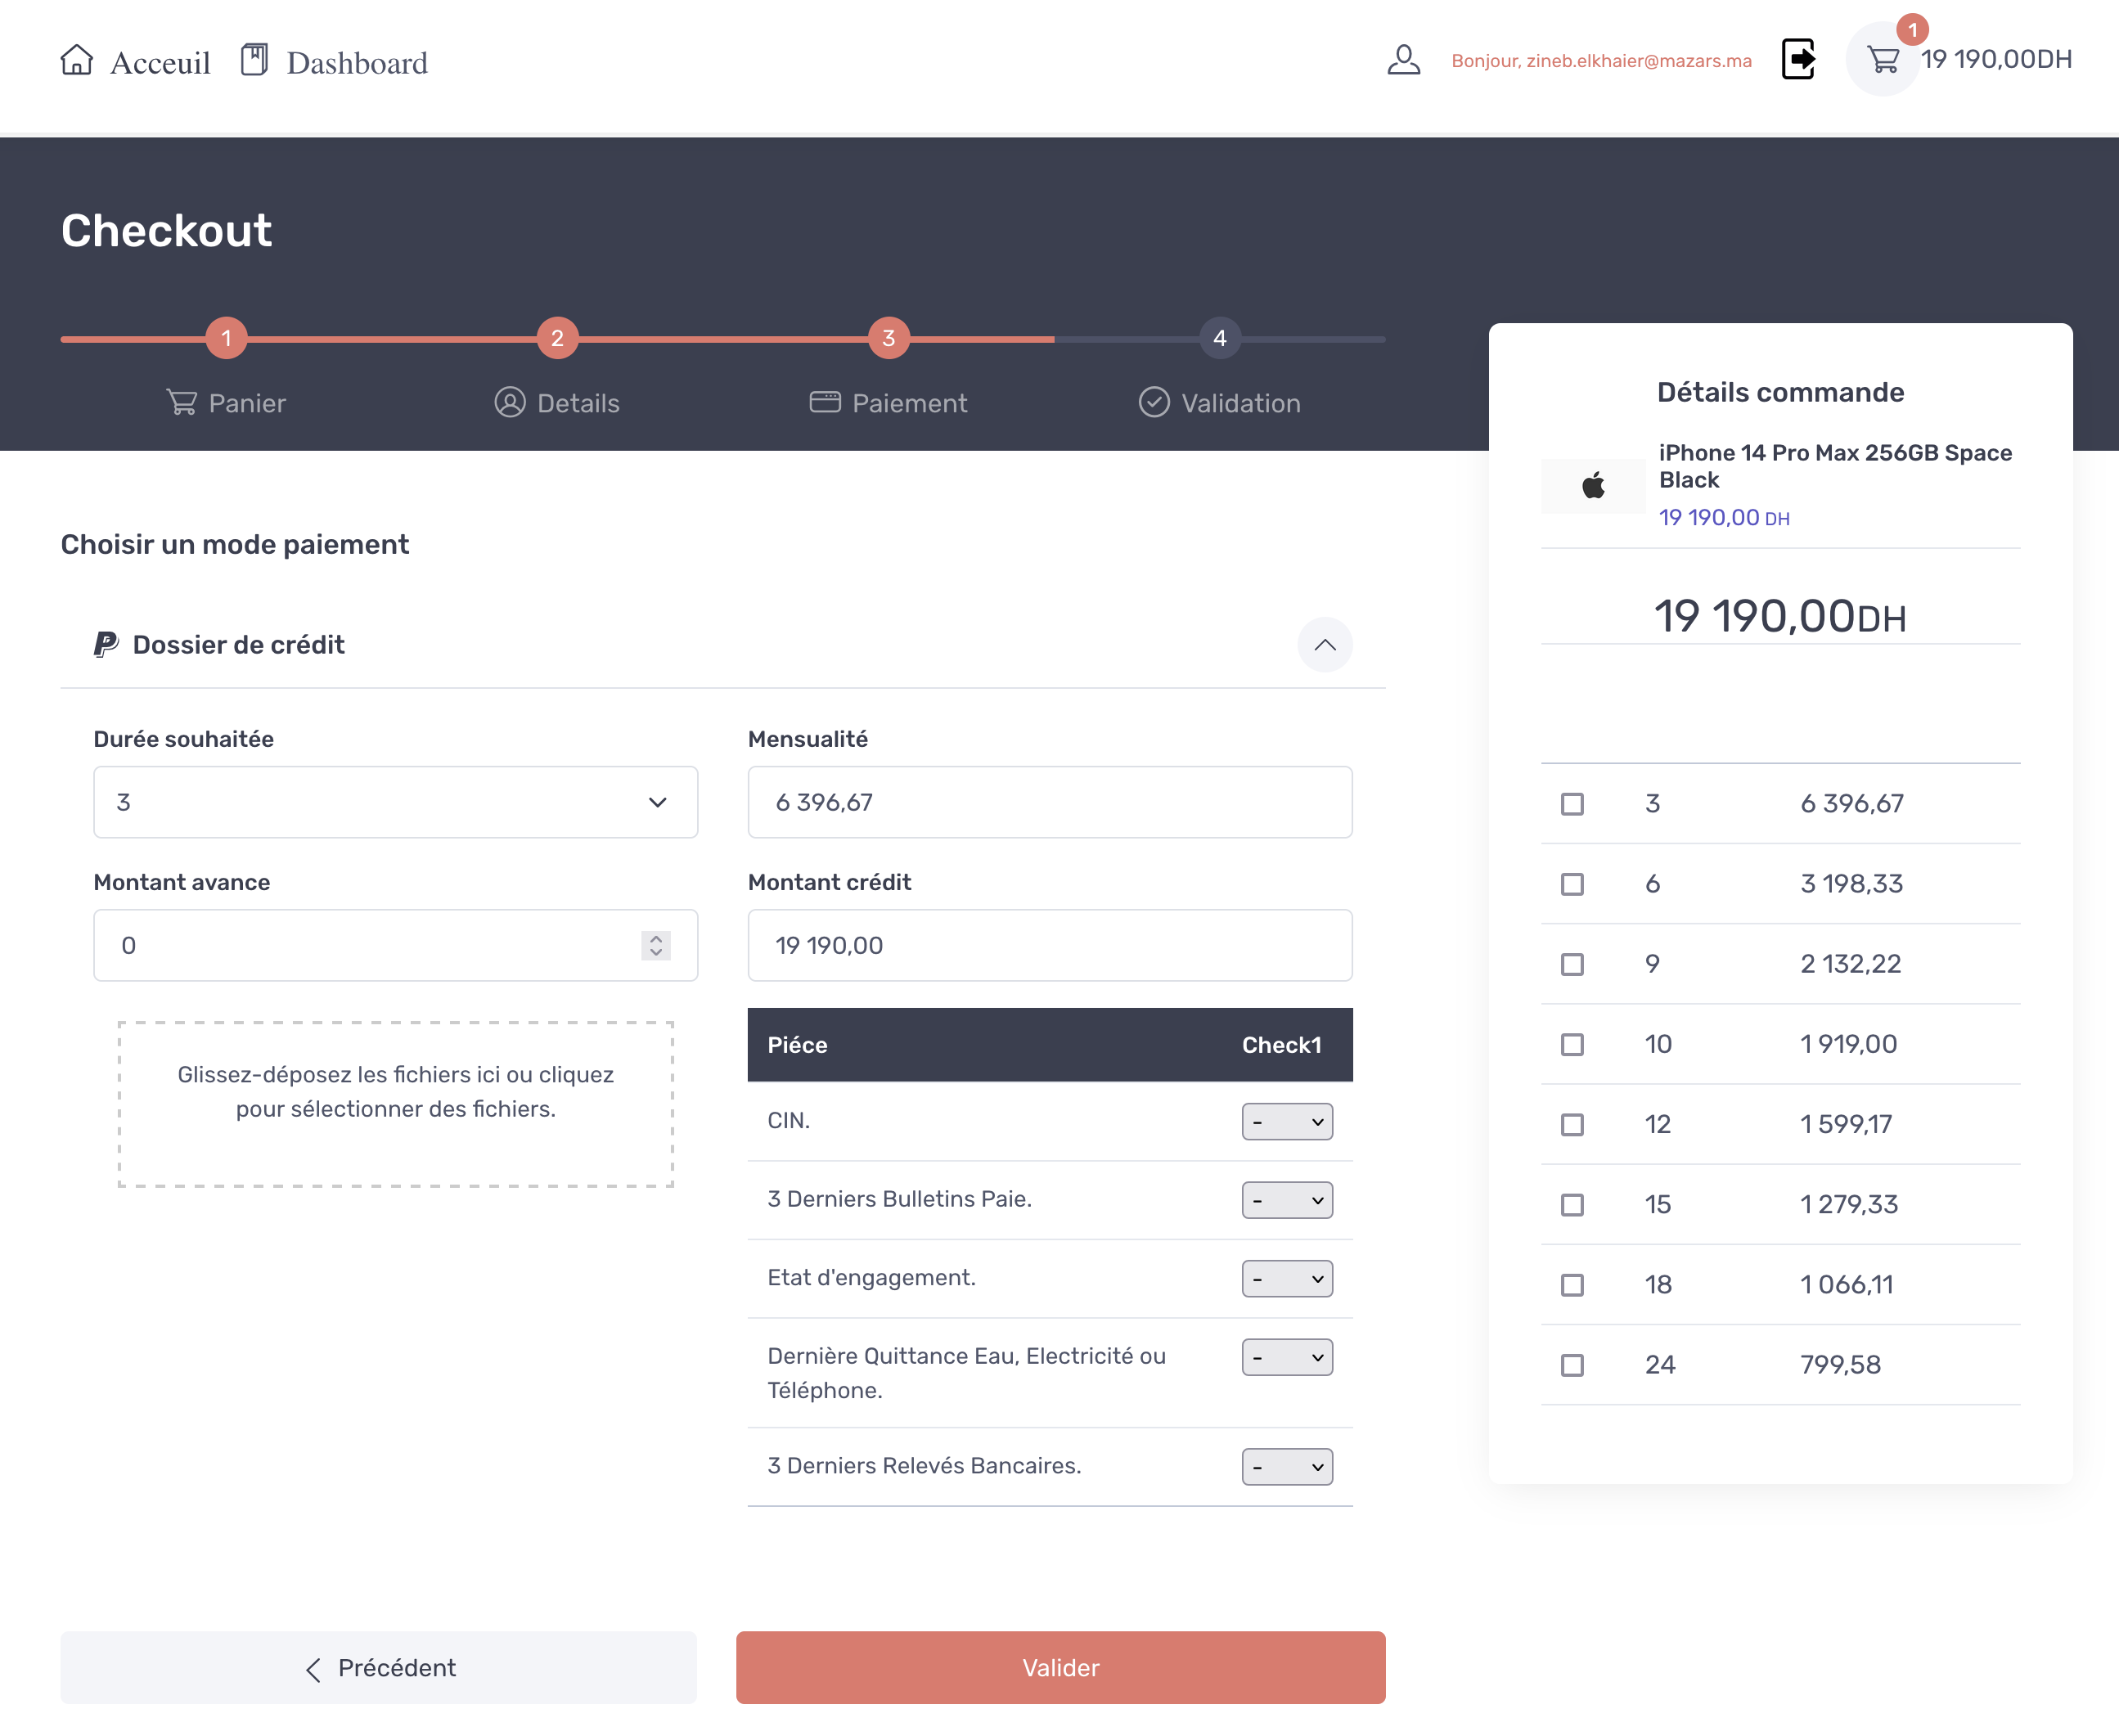 Acceuil
Dashboard
Bonjour, zineb.elkhaier@mazars.ma
1
19 190,00DH
Checkout
1
2
3
4
Panier
Details
Paiement
Validation
Choisir un mode paiement
Dossier de crédit
Durée souhaitée
3
Mensualité
6 396,67
Montant avance
0
Montant crédit
19 190,00
Glissez-déposez les fichiers ici ou cliquez
pour sélectionner des fichiers.
Piéce Check1
CIN. -
3 Derniers Bulletins Paie. -
Etat d'engagement. -
Dernière Quittance Eau, Electricité ou -
Téléphone.
3 Derniers Relevés Bancaires. -
Précédent
Valider
Détails commande
iPhone 14 Pro Max 256GB Space
Black
19 190,00 DH
19 190,00DH
3 6 396,67
6 3 198,33
9 2 132,22
10 1 919,00
12 1 599,17
15 1 279,33
18 1 066,11
24 799,58